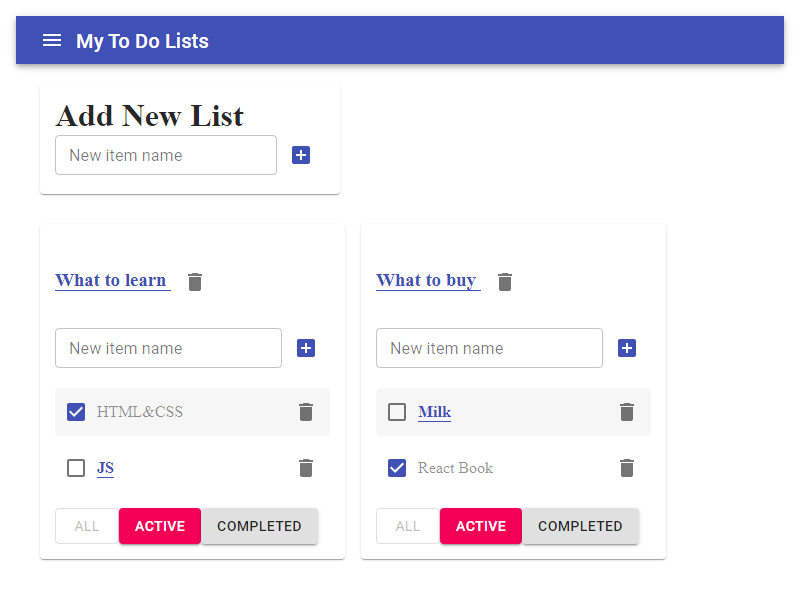 My To Do Lists
Add New List
New item name
What to learn
New item name
HTML&CSS
JS
ALL ACTIVE COMPLETED
What to buy
New item name
Milk
React Book
ALL ACTIVE COMPLETED